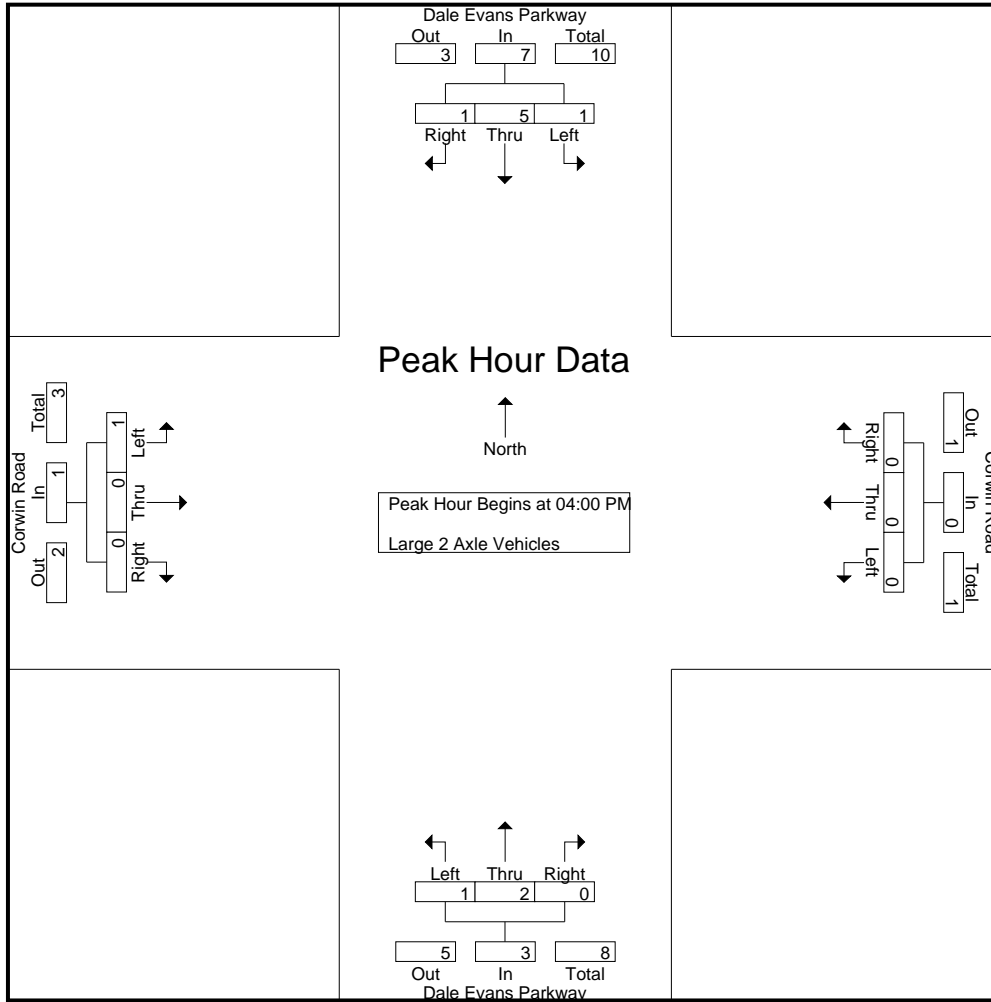 Dale Evans Parkway
Out In Total
3 7 10
1 5 1
Right Thru Left
Peak Hour Data
North
Peak Hour Begins at 04:00 PM
Large 2 Axle Vehicles
Corwin Road
Total In Out
3 1 2
1 0 0
Left Thru Right
Corwin Road
Out In Total
1 0 1
0 0 0
Right Thru Left
Left Thru Right
1 2 0
5 3 8
Out In Total
Dale Evans Parkway